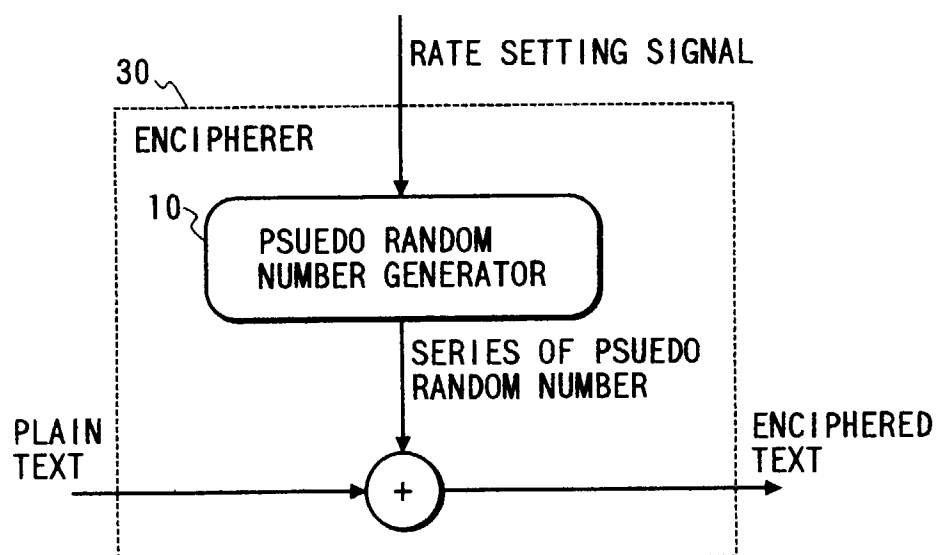 RATE SETTING SIGNAL
30
ENCIPHERER
10
PSUEDO RANDOM
NUMBER GENERATOR
SERIES OF PSUEDO
RANDOM NUMBER
PLAIN
TEXT
ENCIPHERED
TEXT
+